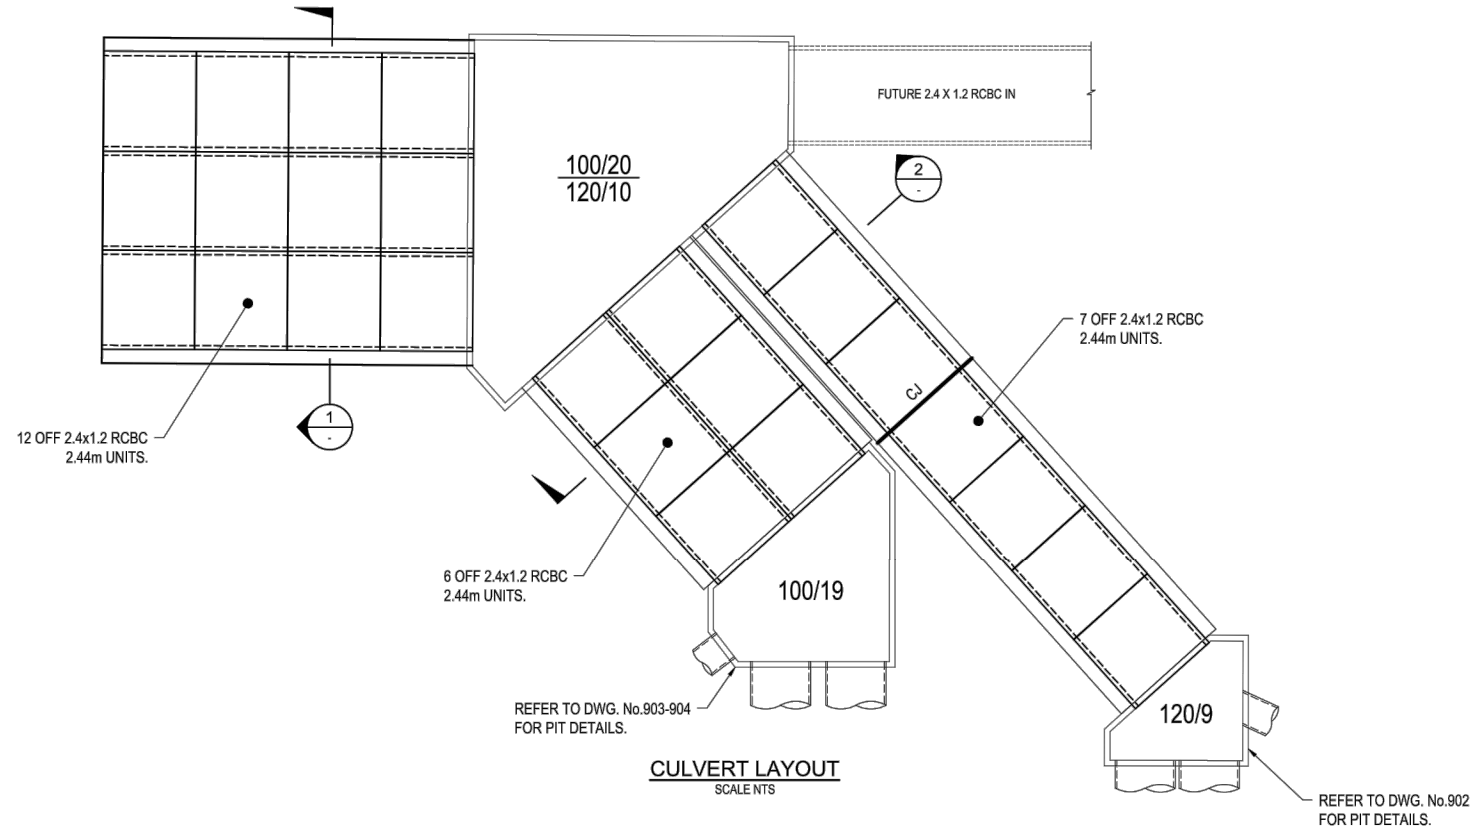 FUTURE 2.4 X 1.2 RCBC IN
100/20
120/10
2
-
7 OFF 2.4x1.2 RCBC
2.44m UNITS.
CJ
1
-
12 OFF 2.4x1.2 RCBC
2.44m UNITS.
6 OFF 2.4x1.2 RCBC
2.44m UNITS.
100/19
REFER TO DWG. No.903-904
FOR PIT DETAILS.
120/9
CULVERT LAYOUT
SCALE NTS
REFER TO DWG. No.902
FOR PIT DETAILS.